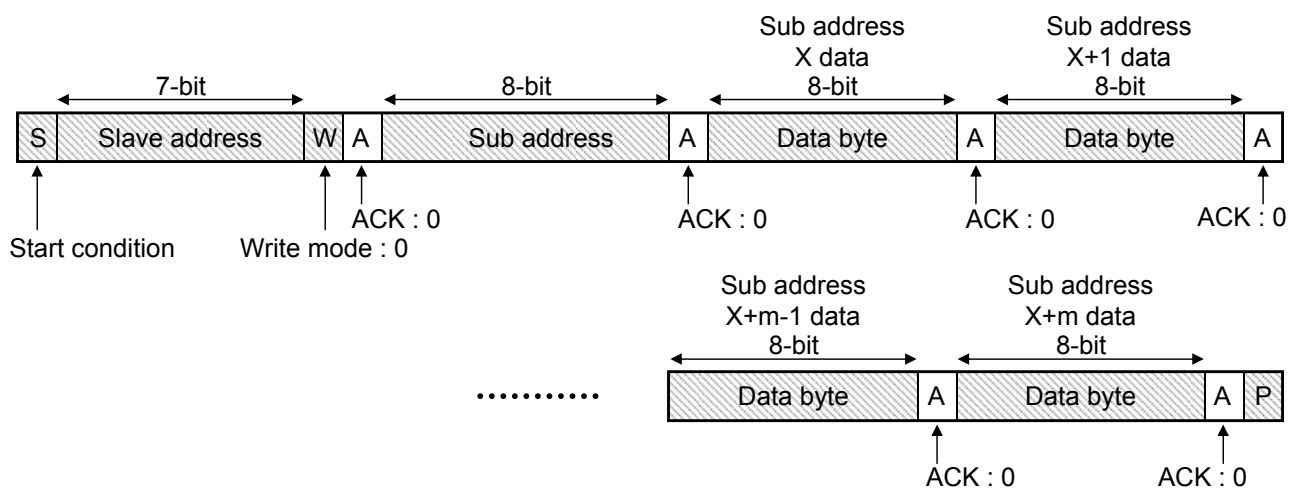 Sub address
X data
8-bit
Sub address
X+1 data
8-bit
7-bit
8-bit
S Slave address W A Sub address A Data byte A Data byte A
ACK : 0 ACK : 0 ACK : 0 ACK : 0
Start condition Write mode : 0
Sub address
X+m-1 data
8-bit
Sub address
X+m data
8-bit
........... Data byte A Data byte A P
ACK : 0 ACK : 0